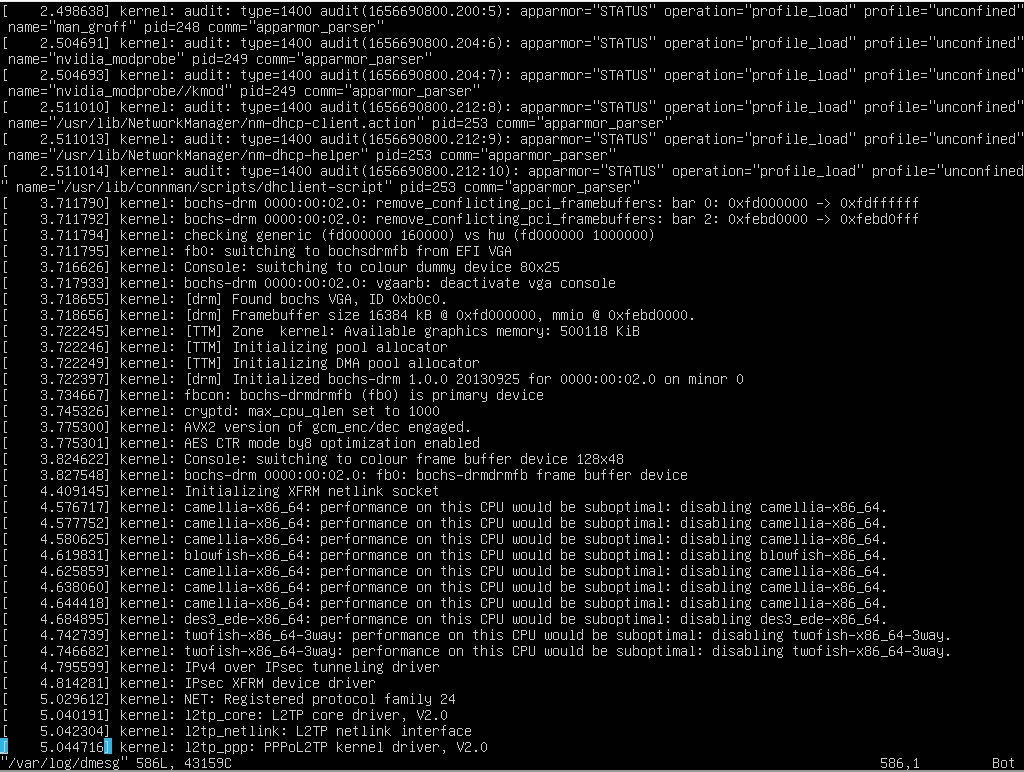 [    2.498638] kernel: audit: type=1400 audit(1656690800.200:5): apparmor="STATUS" operation="profile_load" profile="unconfined"
 name="man_groff" pid=248 comm="apparmor_parser"
[    2.504691] kernel: audit: type=1400 audit(1656690800.204:6): apparmor="STATUS" operation="profile_load" profile="unconfined"
 name="nvidia_modprobe" pid=249 comm="apparmor_parser"
[    2.504693] kernel: audit: type=1400 audit(1656690800.204:7): apparmor="STATUS" operation="profile_load" profile="unconfined"
 name="nvidia_modprobe//kmod" pid=249 comm="apparmor_parser"
[    2.511010] kernel: audit: type=1400 audit(1656690800.212:8): apparmor="STATUS" operation="profile_load" profile="unconfined"
 name="/usr/lib/NetworkManager/nm-dhcp-client.action" pid=253 comm="apparmor_parser"
[    2.511013] kernel: audit: type=1400 audit(1656690800.212:9): apparmor="STATUS" operation="profile_load" profile="unconfined"
 name="/usr/lib/NetworkManager/nm-dhcp-helper" pid=253 comm="apparmor_parser"
[    2.511014] kernel: audit: type=1400 audit(1656690800.212:10): apparmor="STATUS" operation="profile_load" profile="unconfined
" name="/usr/lib/connman/scripts/dhclient-script" pid=253 comm="apparmor_parser"
[    3.711790] kernel: bochs-drm 0000:00:02.0: remove_conflicting_pci_framebuffers: bar 0: 0xfd000000 -> 0xfdffffff
[    3.711792] kernel: bochs-drm 0000:00:02.0: remove_conflicting_pci_framebuffers: bar 2: 0xfebd0000 -> 0xfebd0fff
[    3.711794] kernel: checking generic (fd000000 160000) vs hw (fd000000 1000000)
[    3.711795] kernel: fb0: switching to bochsdrmfb from EFI VGA
[    3.716626] kernel: Console: switching to colour dummy device 80x25
[    3.717933] kernel: bochs-drm 0000:00:02.0: vgaarb: deactivate vga console
[    3.718655] kernel: [drm] Found bochs VGA, ID 0xb0c0.
[    3.718656] kernel: [drm] Framebuffer size 16384 kB @ 0xfd000000, mmio @ 0xfebd0000.
[    3.722245] kernel: [TTM] Zone  kernel: Available graphics memory: 500118 KiB
[    3.722246] kernel: [TTM] Initializing pool allocator
[    3.722249] kernel: [TTM] Initializing DMA pool allocator
[    3.722397] kernel: [drm] Initialized bochs-drm 1.0.0 20130925 for 0000:00:02.0 on minor 0
[    3.734667] kernel: fbcon: bochs-drmdrmfb (fb0) is primary device
[    3.745326] kernel: cryptd: max_cpu_qlen set to 1000
[    3.775300] kernel: AVX2 version of gcm_enc/dec engaged.
[    3.775301] kernel: AES CTR mode by8 optimization enabled
[    3.824622] kernel: Console: switching to colour frame buffer device 128x48
[    3.827548] kernel: bochs-drm 0000:00:02.0: fb0: bochs-drmdrmfb frame buffer device
[    4.409145] kernel: Initializing XFRM netlink socket
[    4.576717] kernel: camellia-x86_64: performance on this CPU would be suboptimal: disabling camellia-x86_64.
[    4.577752] kernel: camellia-x86_64: performance on this CPU would be suboptimal: disabling camellia-x86_64.
[    4.580625] kernel: camellia-x86_64: performance on this CPU would be suboptimal: disabling camellia-x86_64.
[    4.619831] kernel: blowfish-x86_64: performance on this CPU would be suboptimal: disabling blowfish-x86_64.
[    4.625859] kernel: camellia-x86_64: performance on this CPU would be suboptimal: disabling camellia-x86_64.
[    4.638060] kernel: camellia-x86_64: performance on this CPU would be suboptimal: disabling camellia-x86_64.
[    4.644418] kernel: camellia-x86_64: performance on this CPU would be suboptimal: disabling camellia-x86_64.
[    4.684895] kernel: des3_ede-x86_64: performance on this CPU would be suboptimal: disabling des3_ede-x86_64.
[    4.742739] kernel: twofish-x86_64-3way: performance on this CPU would be suboptimal: disabling twofish-x86_64-3way.
[    4.746682] kernel: twofish-x86_64-3way: performance on this CPU would be suboptimal: disabling twofish-x86_64-3way.
[    4.795599] kernel: IPv4 over IPsec tunneling driver
[    4.814281] kernel: IPsec XFRM device driver
[    5.029612] kernel: NET: Registered protocol family 24
[    5.040191] kernel: l2tp_core: L2TP core driver, V2.0
[    5.042304] kernel: l2tp_netlink: L2TP netlink interface
[    5.044716] kernel: l2tp_ppp: PPPoL2TP kernel driver, V2.0
"/var/log/dmesg" 586L, 43159C 586,1 Bot